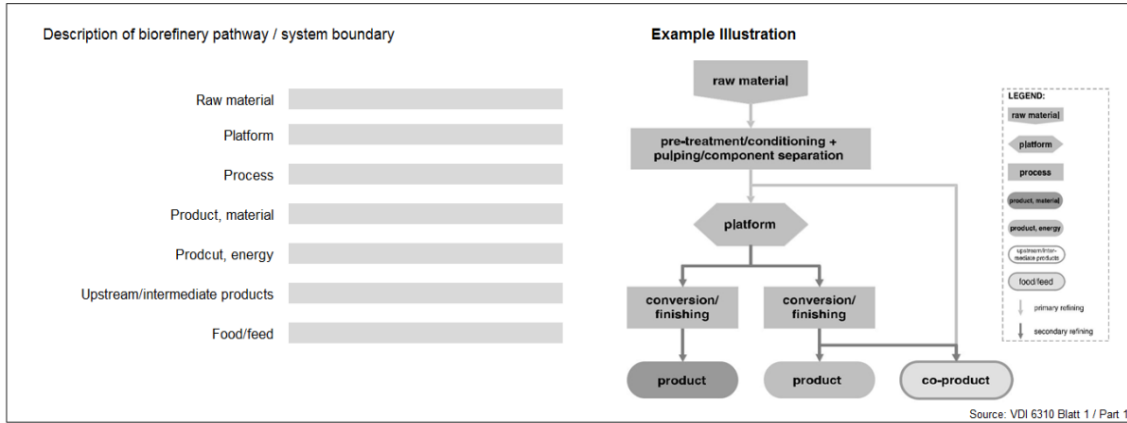 Description of biorefinery pathway / system boundary
Raw material
Platform
Process
Product, material
Prodcut, energy
Upstream/intermediate products
Food/feed
Example Illustration
raw material
pre-treatment/conditioning +
pulping/component separation
platform
conversion/
finishing
conversion/
finishing
product
product
co-product
LEGEND:
raw material
platform
process
product, material
product, energy
upstream/inter-
mediate products
food/feed
primary refining
secondary refining
Source: VDI 6310 Blatt 1 / Part 1